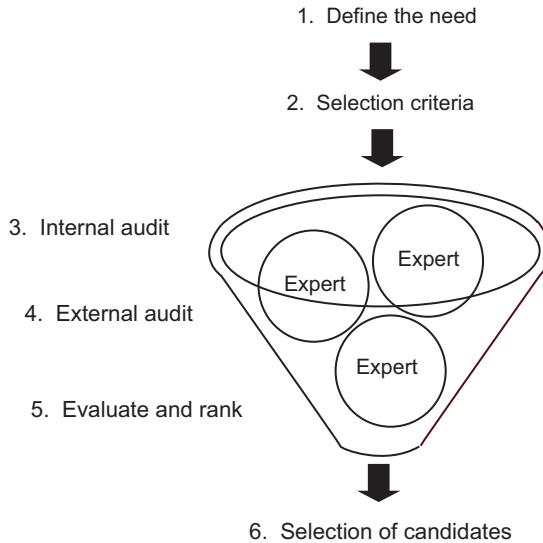 1. Define the need
2. Selection criteria
3. Internal audit
Expert
Expert
4. External audit
Expert
5. Evaluate and rank
6. Selection of candidates